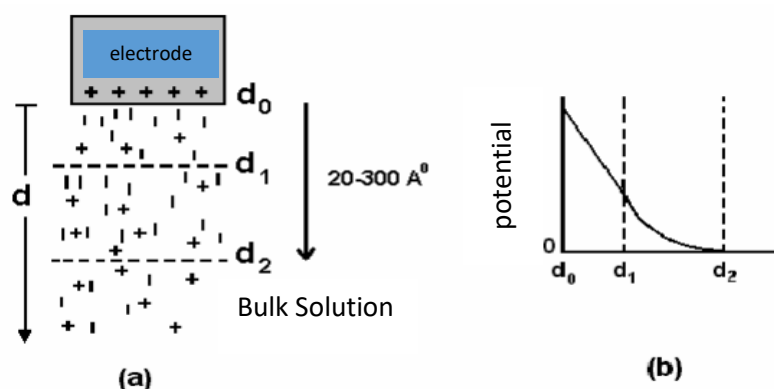 electrode
+ + + + +
d₀
d₁
d
20-300 A⁰
d₂
Bulk Solution
(a)
potential
0
d₀ d₁ d₂
(b)